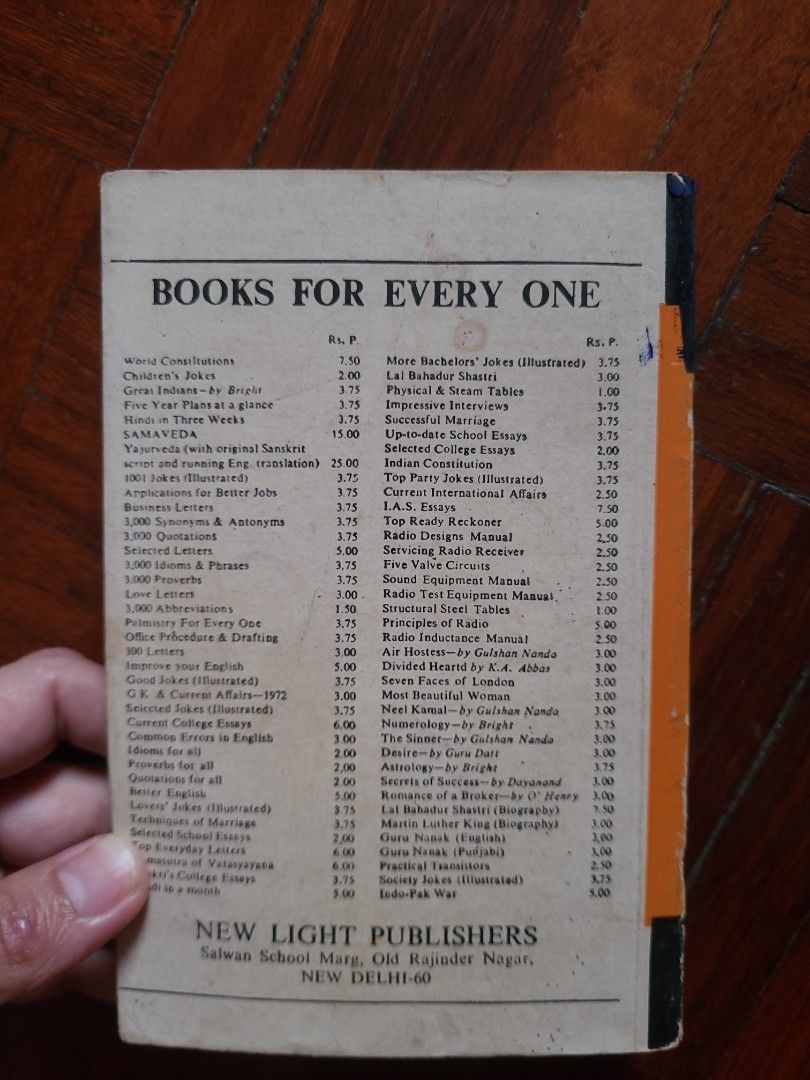 BOOKS FOR EVERY ONE
Rs. P.
World Constitutions 7.50
Children's Jokes 2.00
Great Indians—by Bright 3.75
Five Year Plans at a glance 3.75
Hindi in Three Weeks 3.75
SAMAVEDA 15.00
Yajurveda (with original Sanskrit
script and running Eng. translation) 25.00
1001 Jokes (Illustrated) 3.75
Applications for Better Jobs 3.75
Business Letters 3.75
3,000 Synonyms & Antonyms 3.75
3,000 Quotations 3.75
Selected Letters 5.00
3,000 Idioms & Phrases 3.75
3.000 Proverbs 3.75
Love Letters 3.00
3,000 Abbreviations 1.50
Palmistry For Every One 3.75
Office Procedure & Drafting 3.75
300 Letters 3.00
Improve your English 5.00
Good Jokes (Illustrated) 3.75
G.K. & Current Affairs—1972 3.00
Selected Jokes (Illustrated) 3.75
Current College Essays 6.00
Common Errors in English 3.00
Idioms for all 2.00
Proverbs for all 2.00
Quotations for all 2.00
Better English 5.00
Lovers' Jokes (Illustrated) 3.75
Techniques of Marriage 3.75
Selected School Essays 2.00
Top Everyday Letters 6.00
masutra of Vatasyayana 6.00
kri's College Essays 3.75
ndi in a month 5.00
Rs. P.
More Bachelors' Jokes (Illustrated) 3.75
Lal Bahadur Shastri 3.00
Physical & Steam Tables 1.00
Impressive Interviews 3.75
Successful Marriage 3.75
Up-to-date School Essays 3.75
Selected College Essays 2.00
Indian Constitution 3.75
Top Party Jokes (Illustrated) 3.75
Current International Affairs 2.50
I.A.S. Essays 7.50
Top Ready Reckoner 5.00
Radio Designs Manual 2.50
Servicing Radio Receiver 2.50
Five Valve Circuits 2.50
Sound Equipment Manual 2.50
Radio Test Equipment Manual 2.50
Structural Steel Tables 1.00
Principles of Radio 5.00
Radio Inductance Manual 2.50
Air Hostess—by Gulshan Nanda 3.00
Divided Heartd by K.A. Abbas 3.00
Seven Faces of London 3.00
Most Beautiful Woman 3.00
Neel Kamal—by Gulshan Nanda 3.00
Numerology—by Bright 3.75
The Sinner—by Gulshan Nanda 3.00
Desire—by Guru Datt 3.00
Astrology—by Bright 3.75
Secrets of Success—by Dayanand 3.00
Romance of a Broker—by O' Henry 3.00
Lal Bahadur Shastri (Biography) 7.50
Martin Luther King (Biography) 3.00
Guru Nanak (English) 3,00
Guru Nanak (Punjabi) 3.00
Practical Transistors 2.50
Society Jokes (Illustrated) 3.75
Indo-Pak War 5.00
NEW LIGHT PUBLISHERS
Salwan School Marg, Old Rajinder Nagar,
NEW DELHI-60